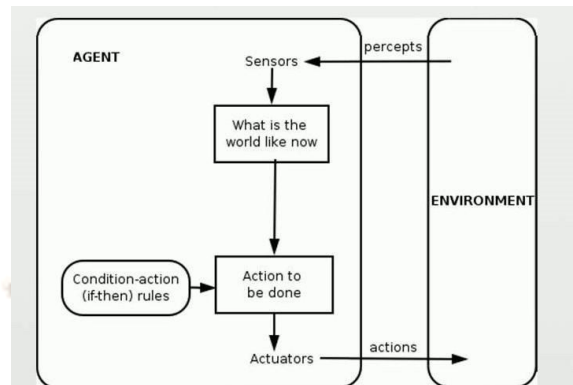 AGENT
Sensors
percepts
What is the
world like now
ENVIRONMENT
Condition-action
(if-then) rules
Action to
be done
Actuators
actions